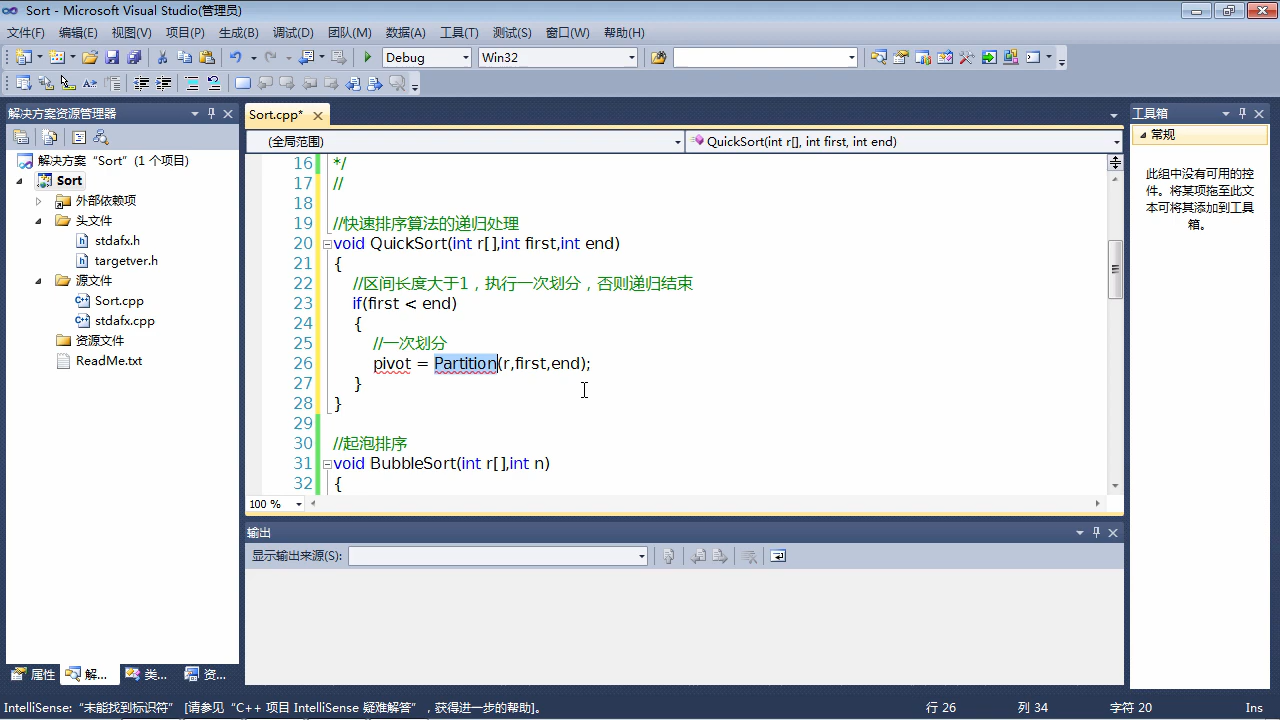 Sort - Microsoft Visual Studio(管理员)
文件(F) 编辑(E) 视图(V) 项目(P) 生成(B) 调试(D) 团队(M) 数据(A) 工具(T) 测试(S) 窗口(W) 帮助(H)
Debug Win32
解决方案资源管理器
解决方案“Sort”(1 个项目)
Sort
外部依赖项
头文件
stdafx.h
targetver.h
源文件
Sort.cpp
stdafx.cpp
资源文件
ReadMe.txt
属性 解... 类... 资...
Sort.cpp*
(全局范围) QuickSort(int r[], int first, int end)
16 */
17 //
18
19 //快速排序算法的递归处理
20 void QuickSort(int r[],int first,int end)
21 {
22 //区间长度大于1，执行一次划分，否则递归结束
23 if(first < end)
24 {
25 //一次划分
26 pivot = Partition(r,first,end);
27 }
28 }
29
30 //起泡排序
31 void BubbleSort(int r[],int n)
32 {
100 %
输出
显示输出来源(S):
工具箱
常规
此组中没有可用的控
件。将某项拖至此文
本可将其添加到工具
箱。
IntelliSense:“未能找到标识符” [请参见“C++ 项目 IntelliSense 疑难解答”，获得进一步的帮助]。 行 26 列 34 字符 20 Ins